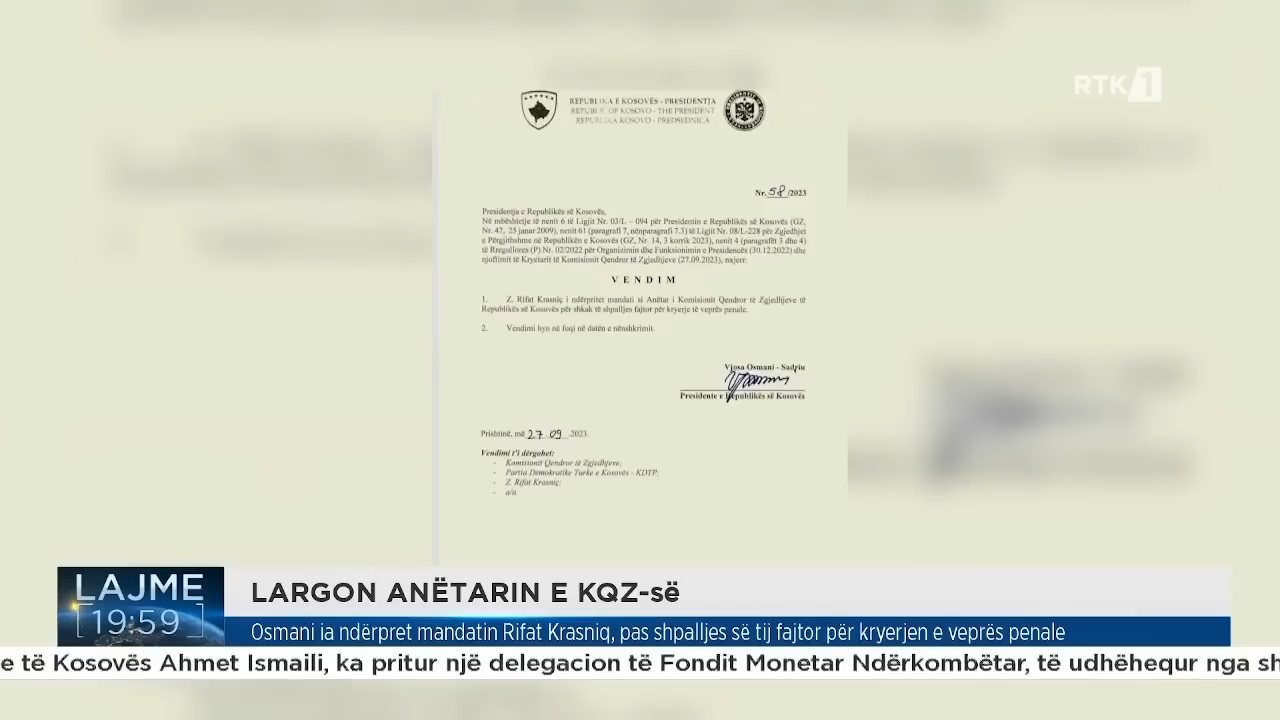 RTK 1
REPUBLIKA E KOSOVËS - PRESIDENTJA
REPUBLIC OF KOSOVO - THE PRESIDENT
REPUBLIKA KOSOVO - PREDSEDNICA
Nr. 58 /2023
Presidentja e Republikës së Kosovës,
Në mbështetje të nenit 6 të Ligjit Nr. 03/L – 094 për Presidentin e Republikës së Kosovës (GZ,
Nr. 47, 25 janar 2009), nenit 61 (paragrafi 7, nënparagrafi 7.3) të Ligjit Nr. 08/L-228 për Zgjedhjet
e Përgjithshme në Republikën e Kosovës (GZ, Nr. 14, 3 korrik 2023), nenit 4 (paragrafët 3 dhe 4)
të Rregullores (P) Nr. 02/2022 për Organizimin dhe Funksionimin e Presidencës (30.12.2022) dhe
njoftimit të Kryetarit të Komisionit Qendror të Zgjedhjeve (27.09.2023), nxjerr:
V E N D I M
1. Z. Rifat Krasniç i ndërpritet mandati si Anëtar i Komisionit Qendror të Zgjedhjeve të
Republikës së Kosovës për shkak të shpalljes fajtor për kryerje të veprës penale.
2. Vendimi hyn në fuqi në datën e nënshkrimit.
Vjosa Osmani - Sadriu
Presidente e Republikës së Kosovës
Prishtinë, më 27 09 .2023
Vendimi t'i dërgohet:
- Komisionit Qendror të Zgjedhjeve,
- Partia Demokratike Turke e Kosovës - KDTP;
- Z. Rifat Krasniç;
- a/a
LAJME
19:59
LARGON ANËTARIN E KQZ-së
Osmani ia ndërpret mandatin Rifat Krasniq, pas shpalljes së tij fajtor për kryerjen e veprës penale
e të Kosovës Ahmet Ismaili, ka pritur një delegacion të Fondit Monetar Ndërkombëtar, të udhëhequr nga sh